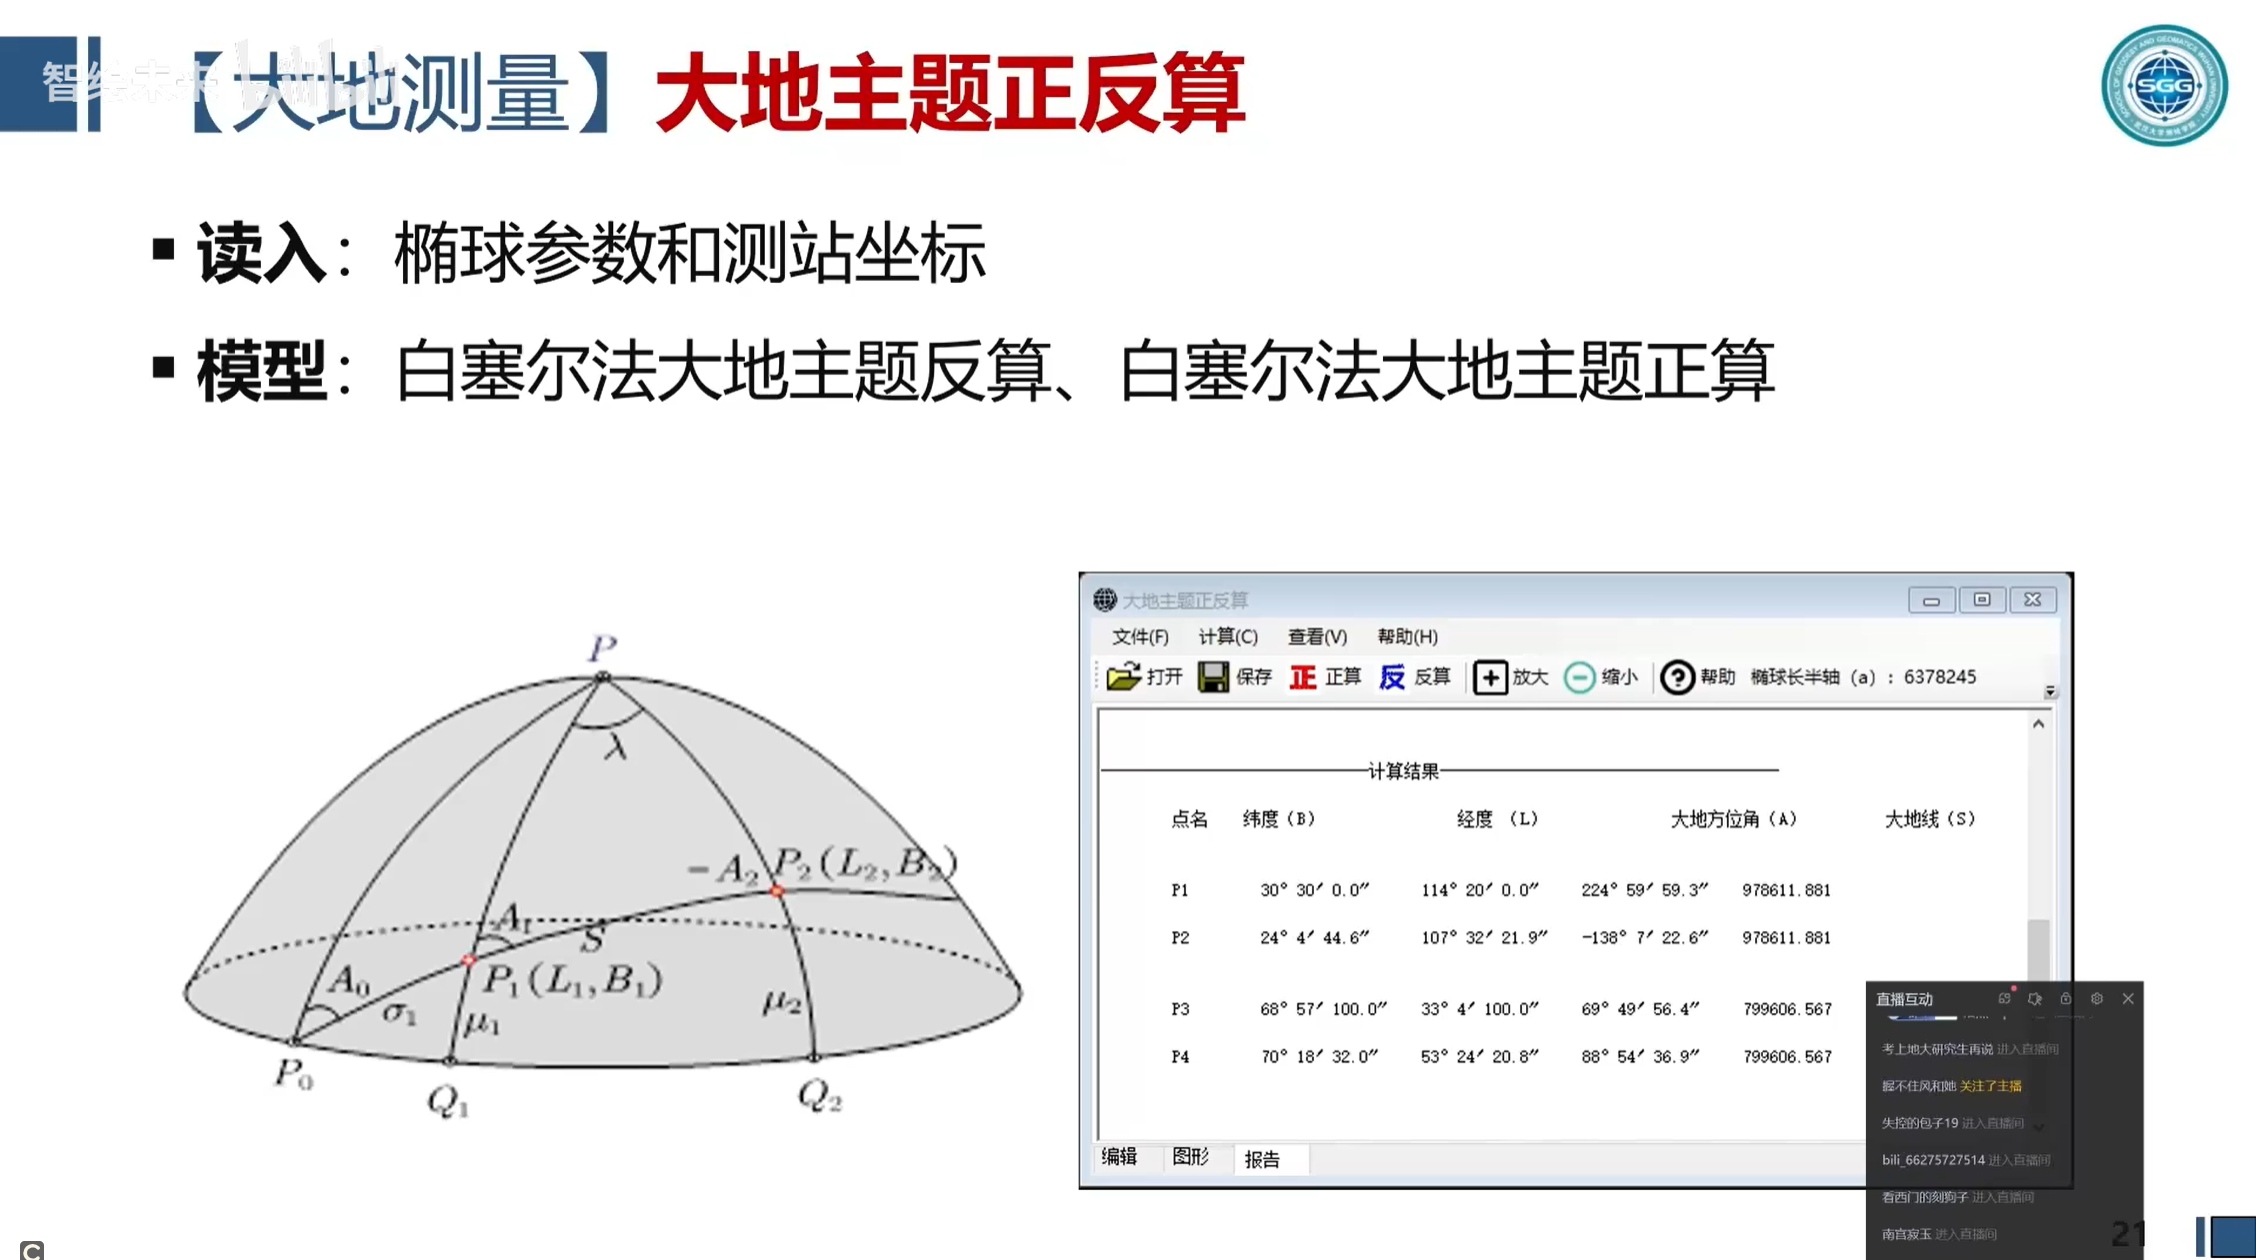 智绘未来
【大地测量】大地主题正反算
SGG
▪ 读入：椭球参数和测站坐标
▪ 模型：白塞尔法大地主题反算、白塞尔法大地主题正算
P
λ
−A₂ P₂(L₂,B₂)
A₁
S
P₁(L₁,B₁)
A₀
σ₁
μ₁
μ₂
P₀
Q₁
Q₂
大地主题正反算
文件(F) 计算(C) 查看(V) 帮助(H)
打开 保存 正 正算 反 反算 放大 缩小 帮助 椭球长半轴（a）：6378245
计算结果
点名 纬度（B） 经度 （L） 大地方位角（A） 大地线（S）
P1 30° 30′ 0.0″ 114° 20′ 0.0″ 224° 59′ 59.3″ 978611.881
P2 24° 4′ 44.6″ 107° 32′ 21.9″ -138° 7′ 22.6″ 978611.881
P3 68° 57′ 100.0″ 33° 4′ 100.0″ 69° 49′ 56.4″ 799606.567
P4 70° 18′ 32.0″ 53° 24′ 20.8″ 88° 54′ 36.9″ 799606.567
编辑 图形 报告
直播互动
考上地大研究生再说 进入直播间
握不住风和她 关注了主播
失控的包子19 进入直播间
bili_66275727514 进入直播间
看西门的刻狗子 进入直播间
南宫寂玉 进入直播间
21